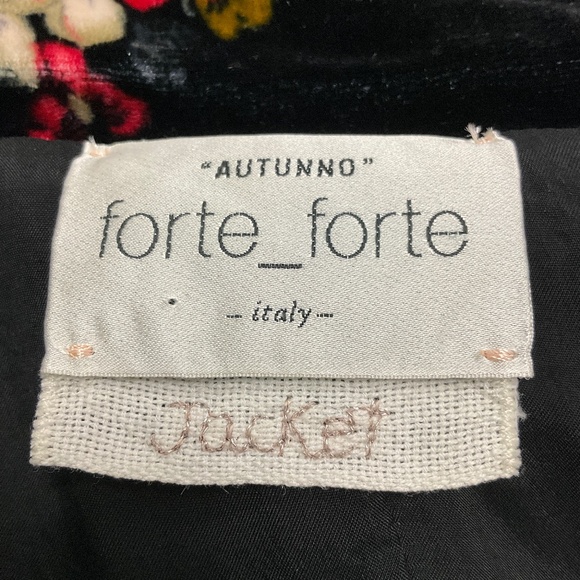 "AUTUNNO"
forte_forte
- italy -
Jacket